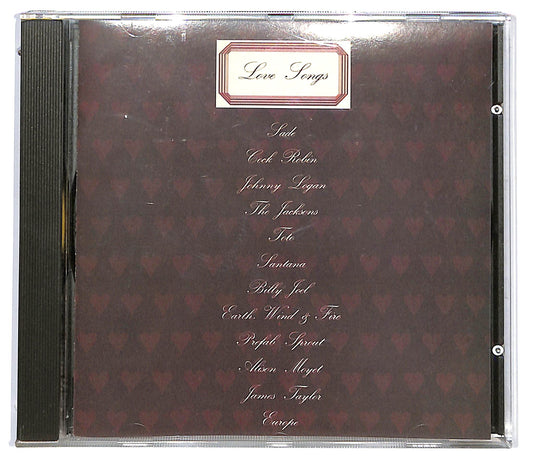 Love Songs
Sade
Cock Robin
Johnny Logan
The Jacksons
Toto
Santana
Billy Joel
Earth, Wind & Fire
Prefab Sprout
Alison Moyet
James Taylor
Europe